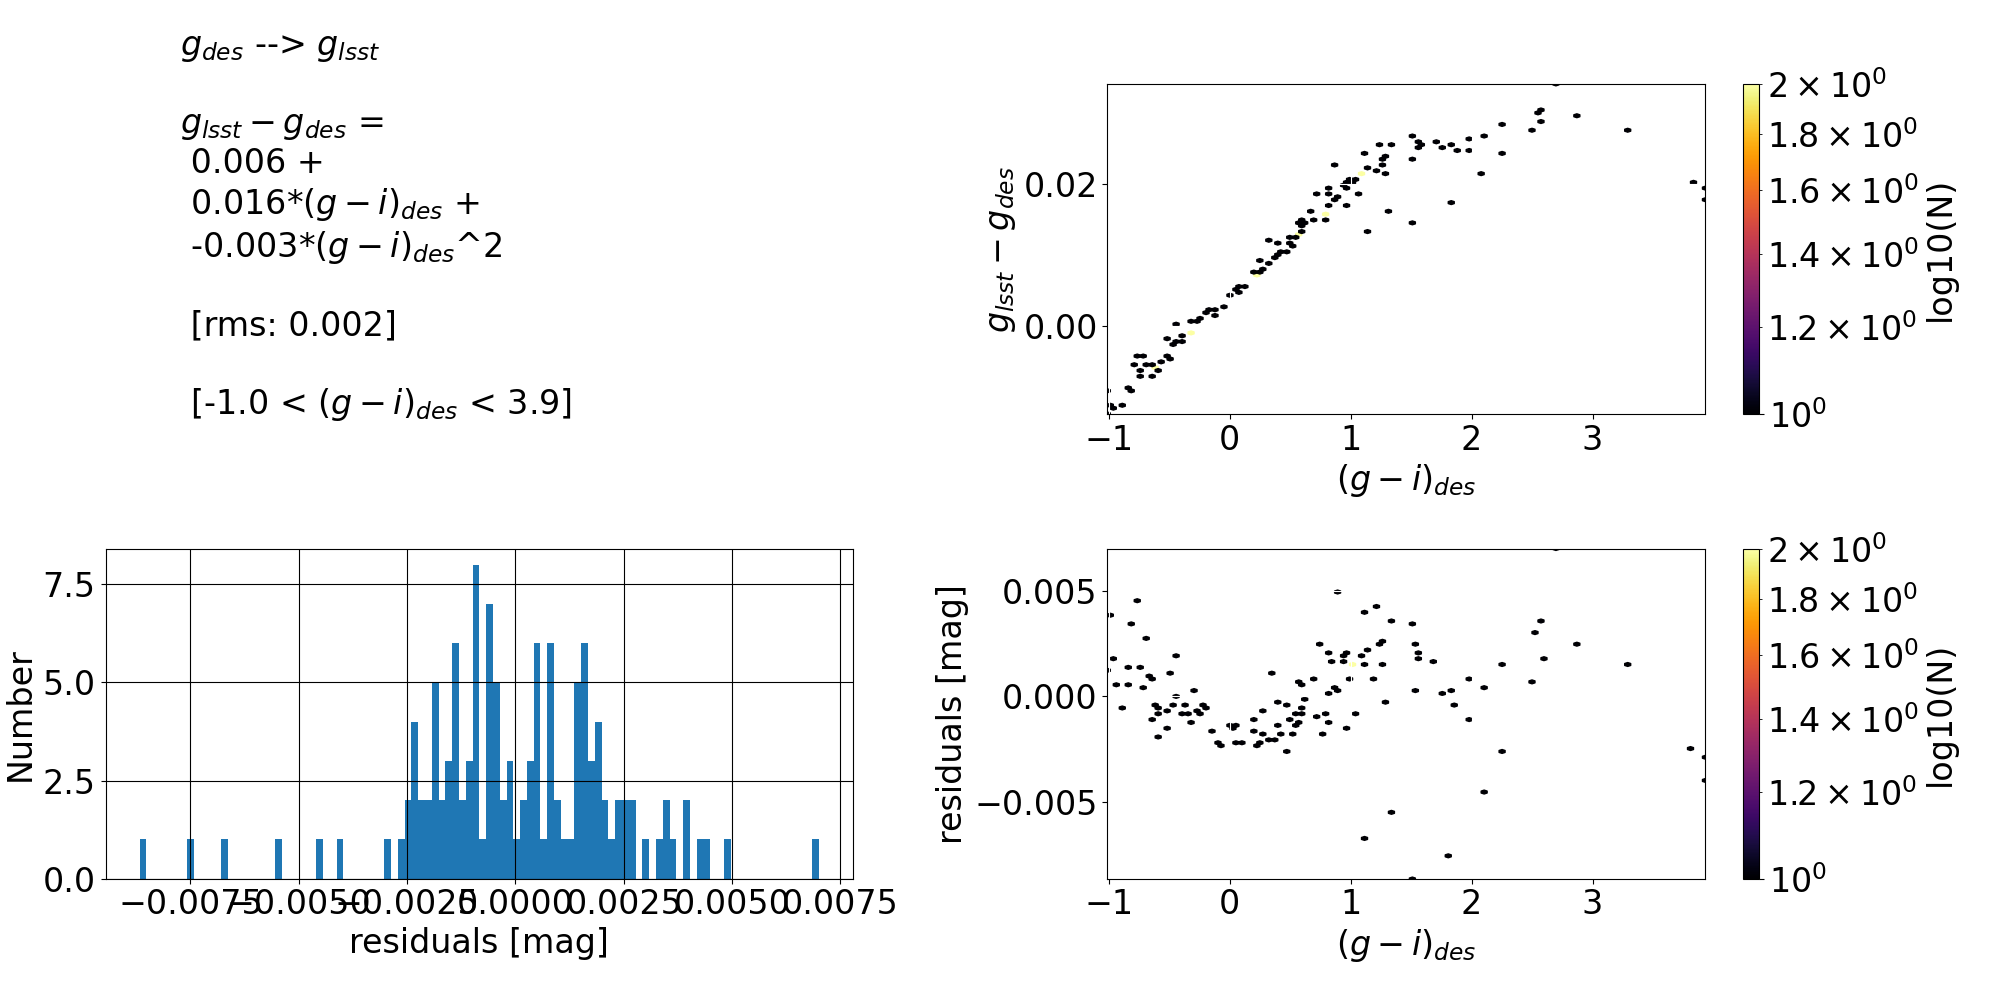 g_des --> g_lsst
g_lsst − g_des =
0.006 +
0.016*(g − i)_des +
-0.003*(g − i)_des^2
[rms: 0.002]
[-1.0 < (g − i)_des < 3.9]
g_lsst − g_des
0.02
0.00
−1 0 1 2 3
(g − i)_des
2 × 10^0
1.8 × 10^0
1.6 × 10^0
1.4 × 10^0
1.2 × 10^0
10^0
log10(N)
Number
7.5
5.0
2.5
0.0
−0.0075 −0.0050 −0.0025 0.0000 0.0025 0.0050 0.0075
residuals [mag]
residuals [mag]
0.005
0.000
−0.005
−1 0 1 2 3
(g − i)_des
2 × 10^0
1.8 × 10^0
1.6 × 10^0
1.4 × 10^0
1.2 × 10^0
10^0
log10(N)